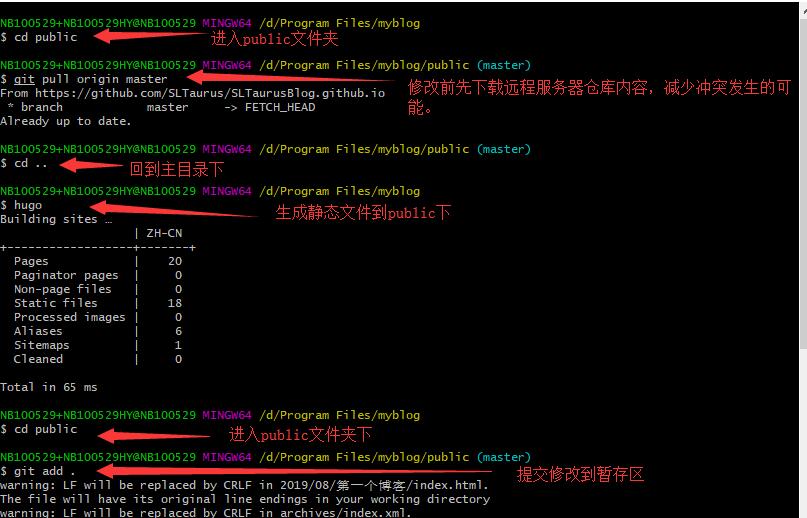 NB100529+NB100529HY@NB100529 MINGW64 /d/Program Files/myblog
$ cd public
进入public文件夹
NB100529+NB100529HY@NB100529 MINGW64 /d/Program Files/myblog/public (master)
$ git pull origin master
From https://github.com/SLTaurus/SLTaurusBlog.github.io
修改前先下载远程服务器仓库内容，减少冲突发生的可
能。
* branch master -> FETCH_HEAD
Already up to date.
NB100529+NB100529HY@NB100529 MINGW64 /d/Program Files/myblog/public (master)
$ cd ..
回到主目录下
NB100529+NB100529HY@NB100529 MINGW64 /d/Program Files/myblog
$ hugo
生成静态文件到public下
Building sites …
| ZH-CN
+------------------+-------+
Pages | 20
Paginator pages | 0
Non-page files | 0
Static files | 18
Processed images | 0
Aliases | 6
Sitemaps | 1
Cleaned | 0
Total in 65 ms
NB100529+NB100529HY@NB100529 MINGW64 /d/Program Files/myblog
$ cd public
进入public文件夹下
NB100529+NB100529HY@NB100529 MINGW64 /d/Program Files/myblog/public (master)
$ git add .
提交修改到暂存区
warning: LF will be replaced by CRLF in 2019/08/第一个博客/index.html.
The file will have its original line endings in your working directory
warning: LF will be replaced by CRLF in archives/index.xml.